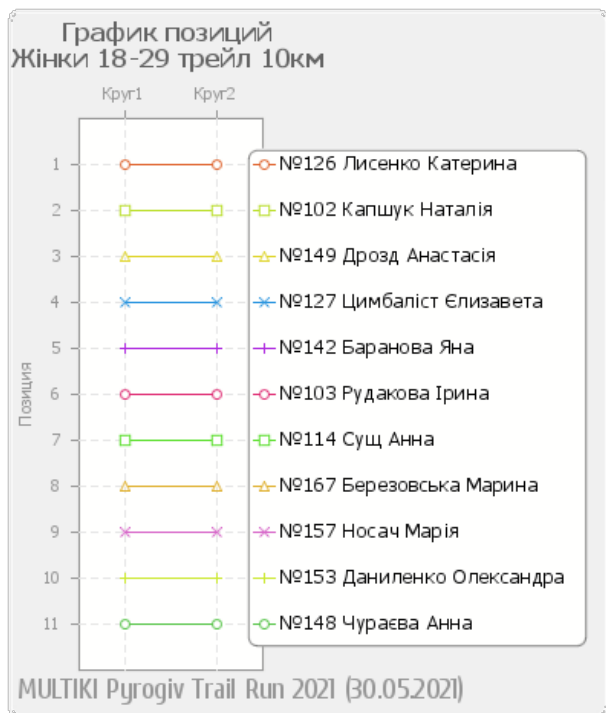 График позиций
Жінки 18-29 трейл 10км
Круг1 Круг2
1 №126 Лисенко Катерина
2 №102 Капшук Наталія
3 №149 Дрозд Анастасія
4 №127 Цимбаліст Єлизавета
5 №142 Баранова Яна
6 №103 Рудакова Ірина
7 №114 Сущ Анна
8 №167 Березовська Марина
9 №157 Носач Марія
10 №153 Даниленко Олександра
11 №148 Чураєва Анна
Позиция
MULTIKI Pyrogiv Trail Run 2021 (30.05.2021)